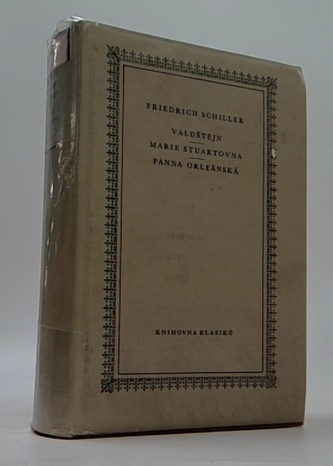 FRIEDRICH SCHILLER
VALDŠTEJN
MARIE STUARTOVNA
PANNA ORLEÁNSKÁ
KNIHOVNA KLASIKŮ